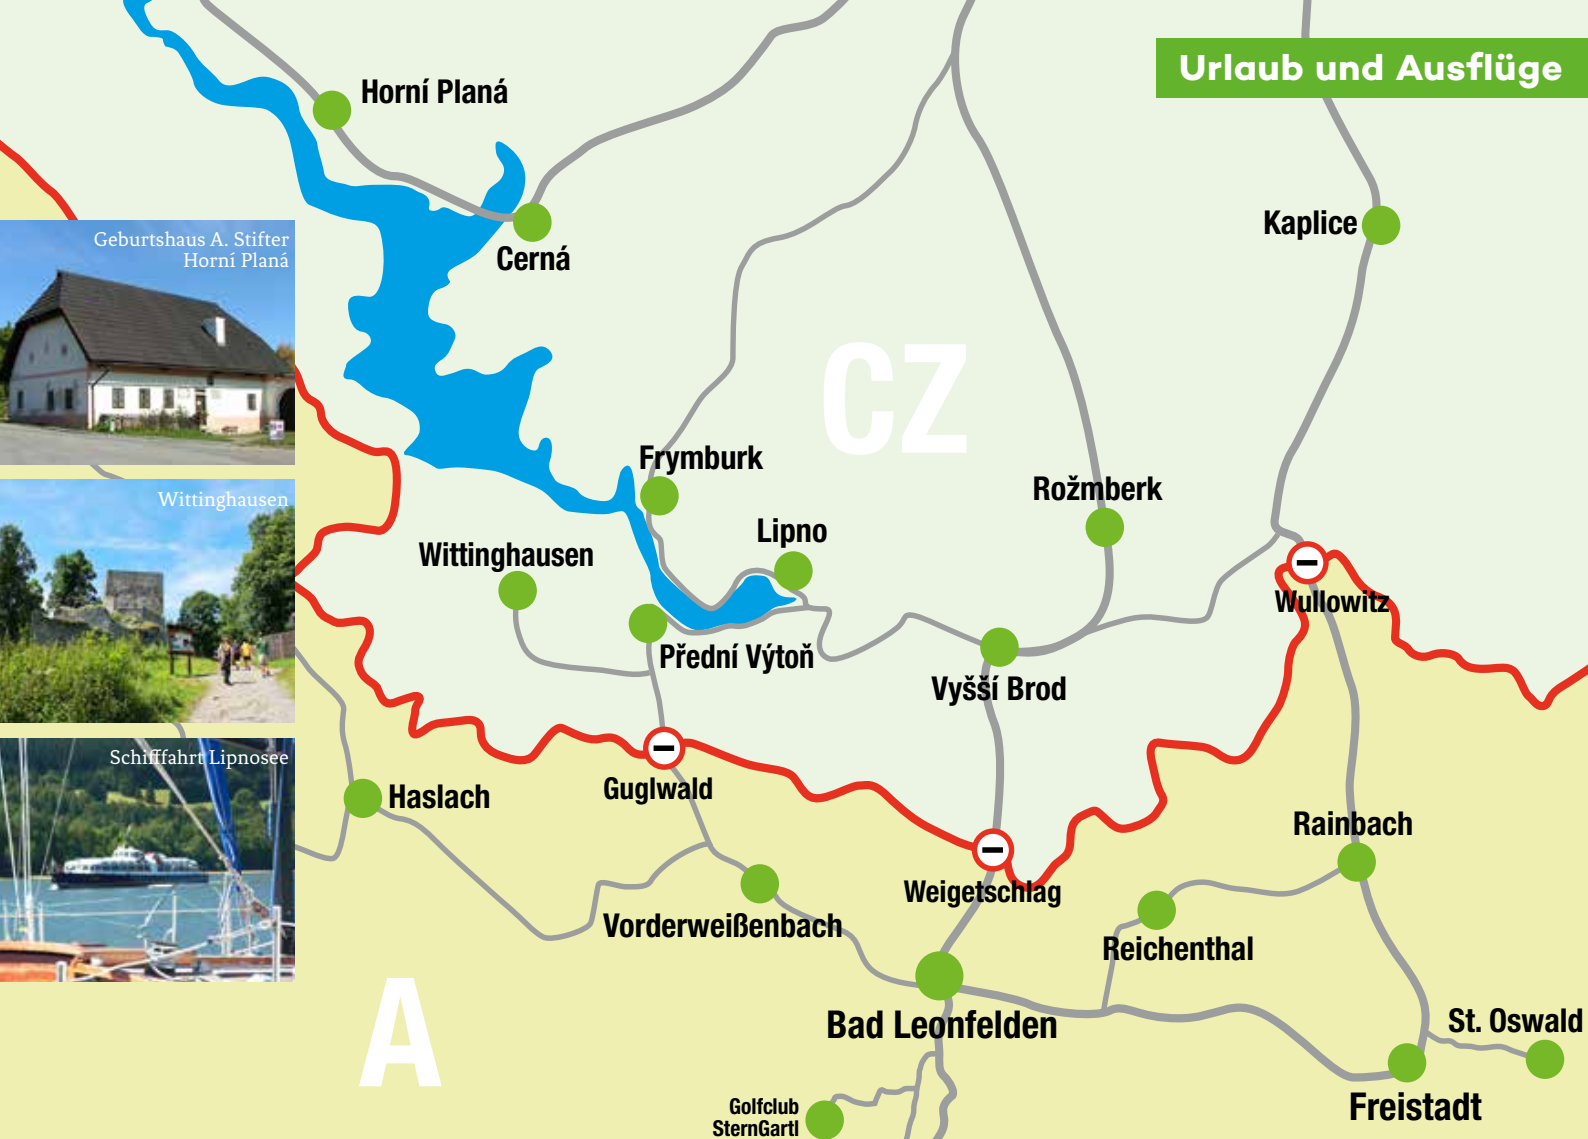 Urlaub und Ausflüge
Horní Planá
Kaplice
Geburtshaus A. Stifter
Horní Planá
Cerná
CZ
Frymburk
Rožmberk
Wittinghausen
Lipno
Wittinghausen
Wullowitz
Přední Výtoň
Vyšší Brod
Schifffahrt Lipnosee
Guglwald
Haslach
Rainbach
Weigetschlag
Vorderweißenbach
Reichenthal
A
Bad Leonfelden
St. Oswald
Golfclub
SternGartl
Freistadt